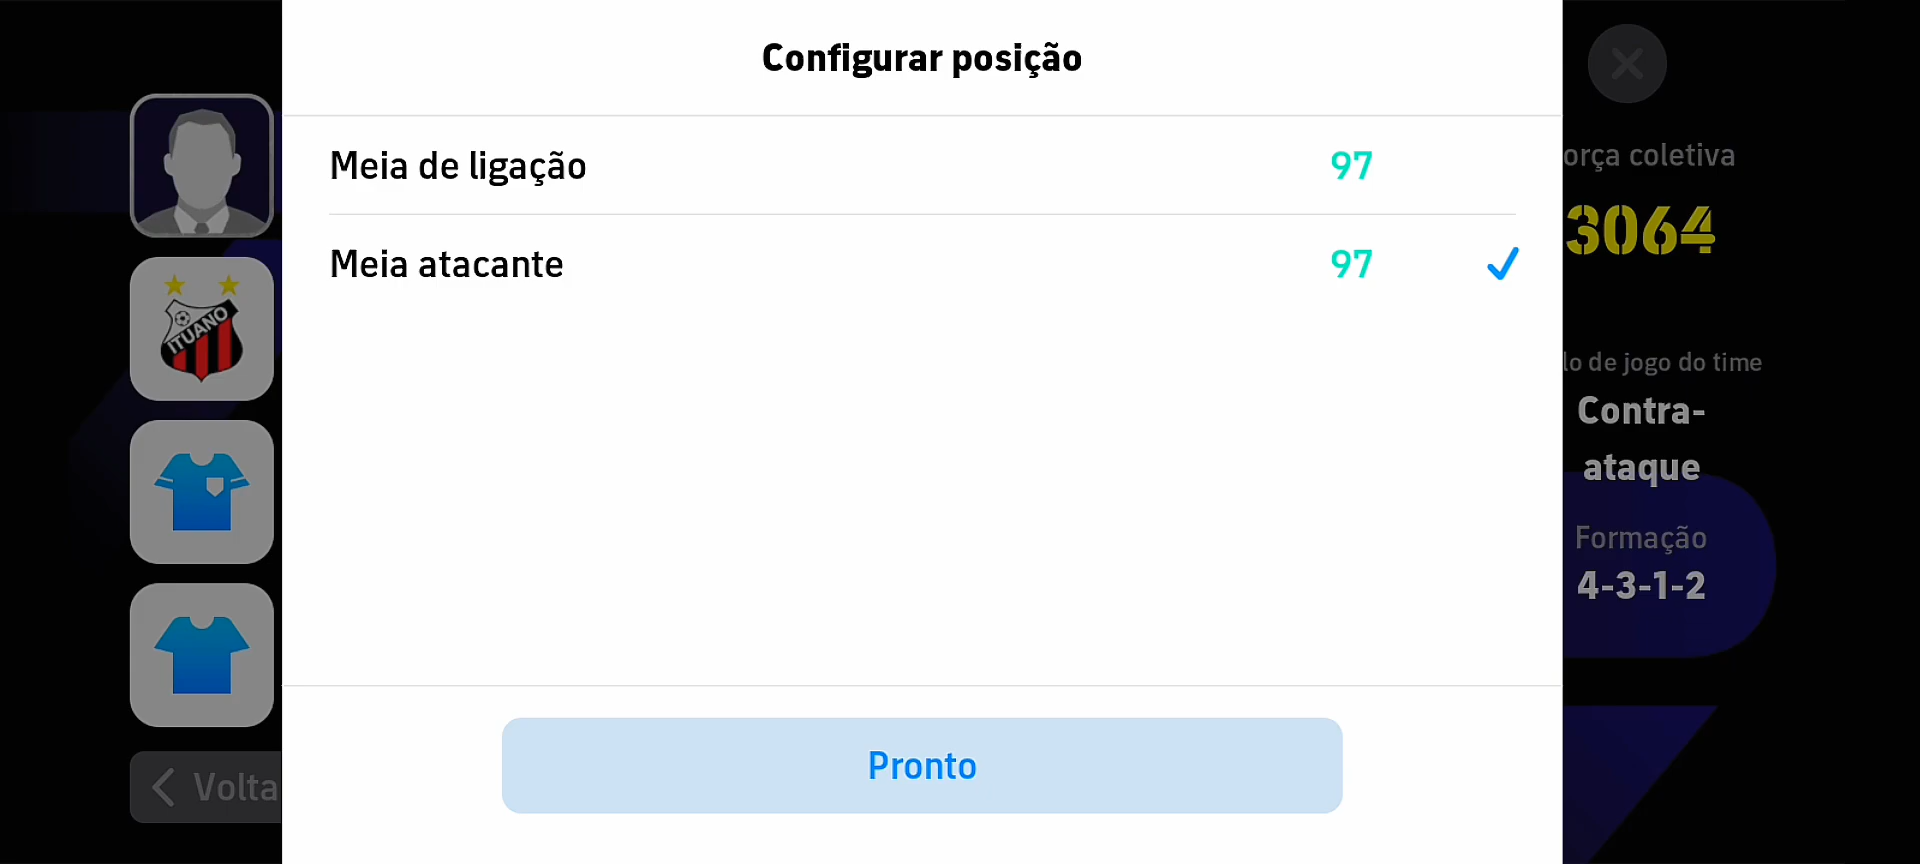 Configurar posição
Meia de ligação 97
Meia atacante 97
Pronto
ITUANO
Volta
orça coletiva
3064
lo de jogo do time
Contra-
ataque
Formação
4-3-1-2